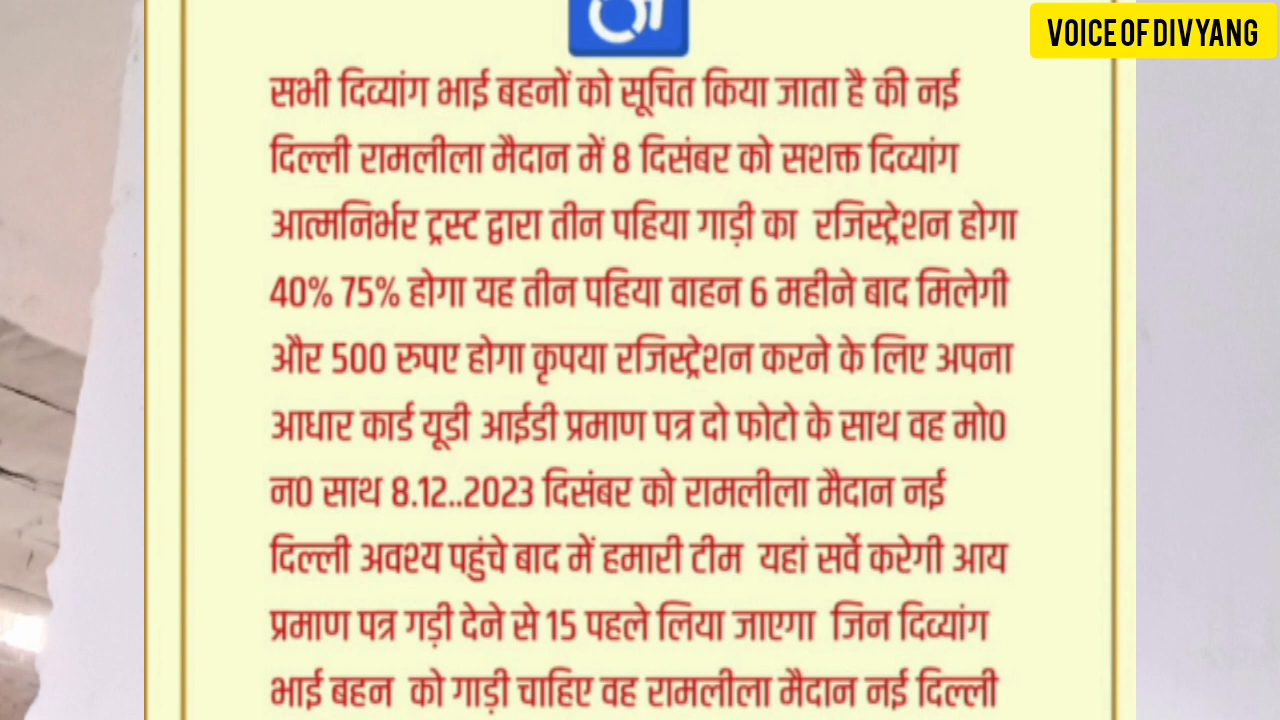 VOICE OF DIVYANG
सभी दिव्यांग भाई बहनों को सूचित किया जाता है की नई
दिल्ली रामलीला मैदान में 8 दिसंबर को सशक्त दिव्यांग
आत्मनिर्भर ट्रस्ट द्वारा तीन पहिया गाड़ी का रजिस्ट्रेशन होगा
40% 75% होगा यह तीन पहिया वाहन 6 महीने बाद मिलेगी
और 500 रुपए होगा कृपया रजिस्ट्रेशन करने के लिए अपना
आधार कार्ड यूडी आईडी प्रमाण पत्र दो फोटो के साथ वह मो0
न0 साथ 8.12..2023 दिसंबर को रामलीला मैदान नई
दिल्ली अवश्य पहुंचे बाद में हमारी टीम यहां सर्वे करेगी आय
प्रमाण पत्र गड़ी देने से 15 पहले लिया जाएगा जिन दिव्यांग
भाई बहन को गाड़ी चाहिए वह रामलीला मैदान नई दिल्ली